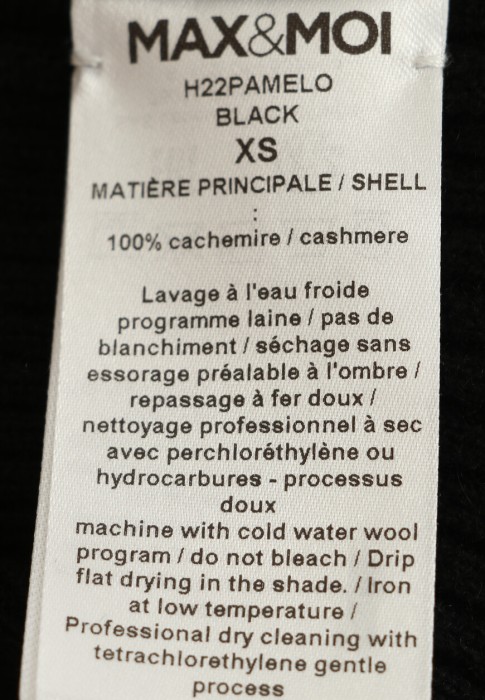 MAX&MOI
H22PAMELO
BLACK
XS
MATIÈRE PRINCIPALE / SHELL
:
100% cachemire / cashmere
Lavage à l'eau froide
programme laine / pas de
blanchiment / séchage sans
essorage préalable à l'ombre /
repassage à fer doux /
nettoyage professionnel à sec
avec perchloréthylène ou
hydrocarbures - processus
doux
machine with cold water wool
program / do not bleach / Drip
flat drying in the shade. / Iron
at low temperature /
Professional dry cleaning with
tetrachlorethylene gentle
process